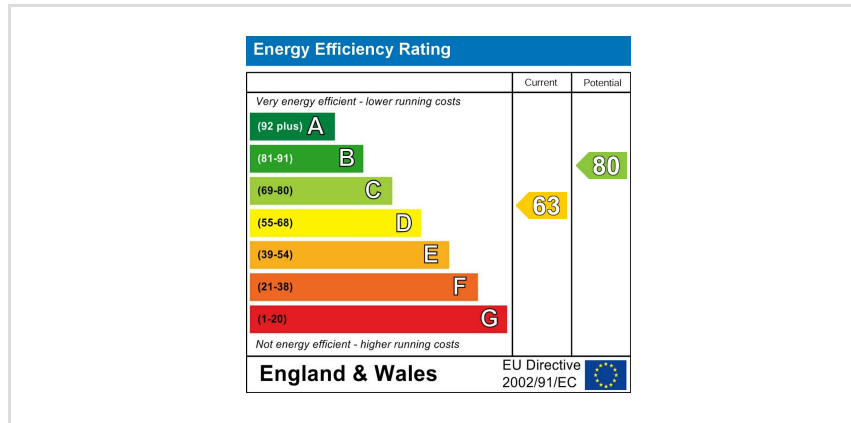 Energy Efficiency Rating
Current Potential
Very energy efficient - lower running costs
(92 plus) A
(81-91) B
(69-80) C
(55-68) D
(39-54) E
(21-38) F
(1-20) G
63
80
Not energy efficient - higher running costs
England & Wales
EU Directive
2002/91/EC